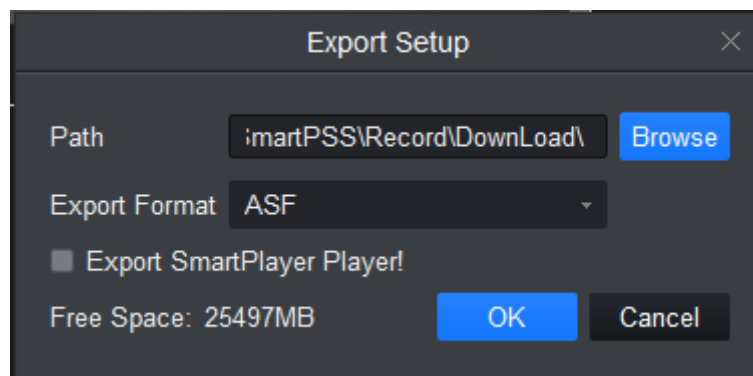 Export Setup
Path martPSS\Record\DownLoad\ Browse
Export Format ASF
Export SmartPlayer Player!
Free Space: 25497MB OK Cancel